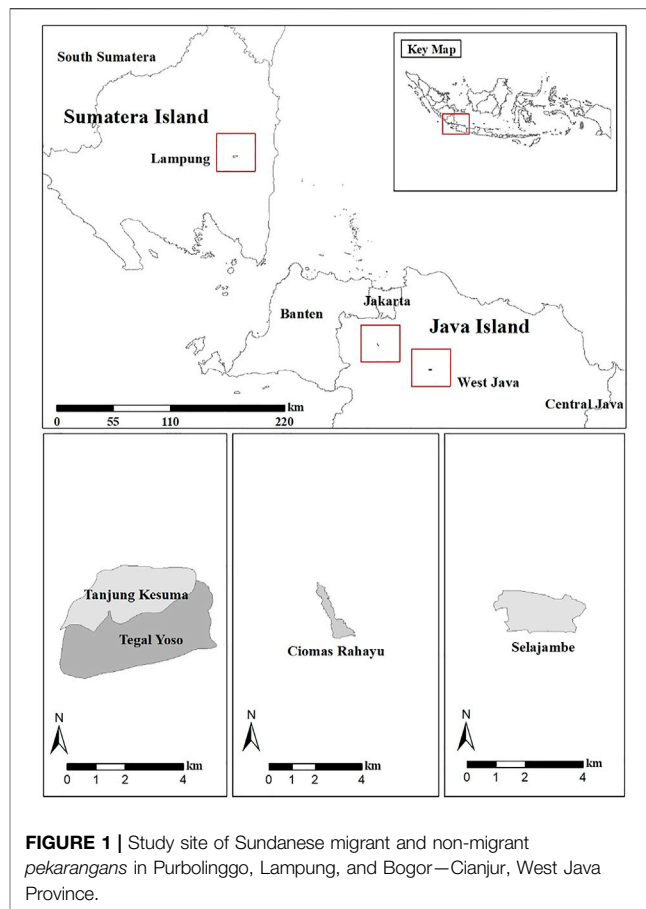 South Sumatera
Key Map
Sumatera Island
Lampung
Jakarta
Banten
Java Island
West Java
Central Java
km
0 55 110 220
Tanjung Kesuma
Tegal Yoso
N
km
0 1 2 4
Ciomas Rahayu
N
km
0 1 2 4
Selajambe
N
km
0 1 2 4
FIGURE 1 | Study site of Sundanese migrant and non-migrant
pekarangans in Purbolinggo, Lampung, and Bogor—Cianjur, West Java
Province.